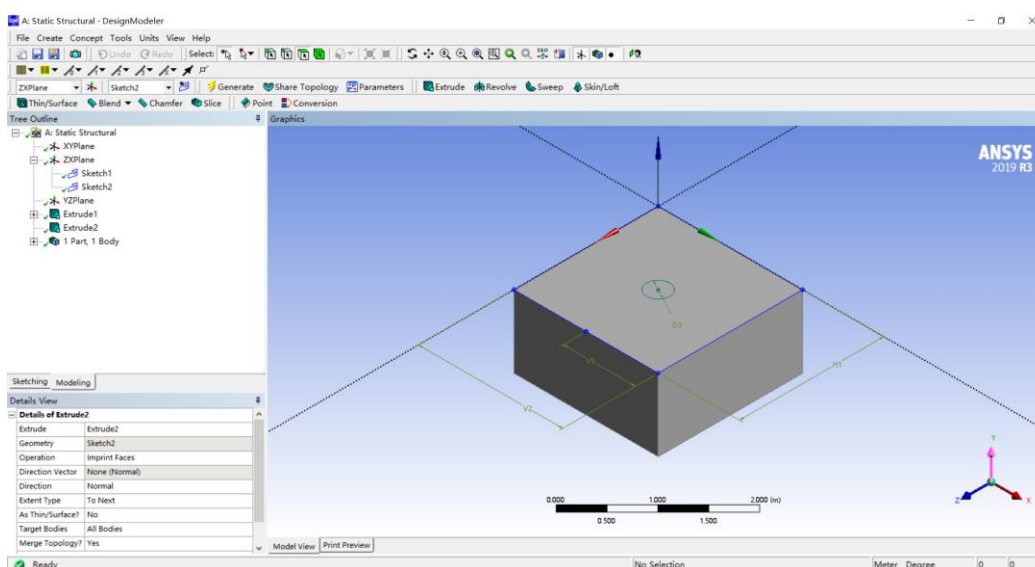 A: Static Structural - DesignModeler
File Create Concept Tools Units View Help
Undo Redo Select:
ZXPlane Sketch2 Generate Share Topology Parameters Extrude Revolve Sweep Skin/Loft
Thin/Surface Blend Chamfer Slice Point Conversion
Tree Outline
A: Static Structural
XYPlane
ZXPlane
Sketch1
Sketch2
YZPlane
Extrude1
Extrude2
1 Part, 1 Body
Sketching Modeling
Details View
Details of Extrude2
Extrude Extrude2
Geometry Sketch2
Operation Imprint Faces
Direction Vector None (Normal)
Direction Normal
Extent Type To Next
As Thin/Surface? No
Target Bodies All Bodies
Merge Topology? Yes
Graphics
ANSYS
2019 R3
D3
H1
V2
Y
Z X
0.000 1.000 2.000 (m)
0.500 1.500
Model View Print Preview
Ready No Selection Meter Degree 0 0